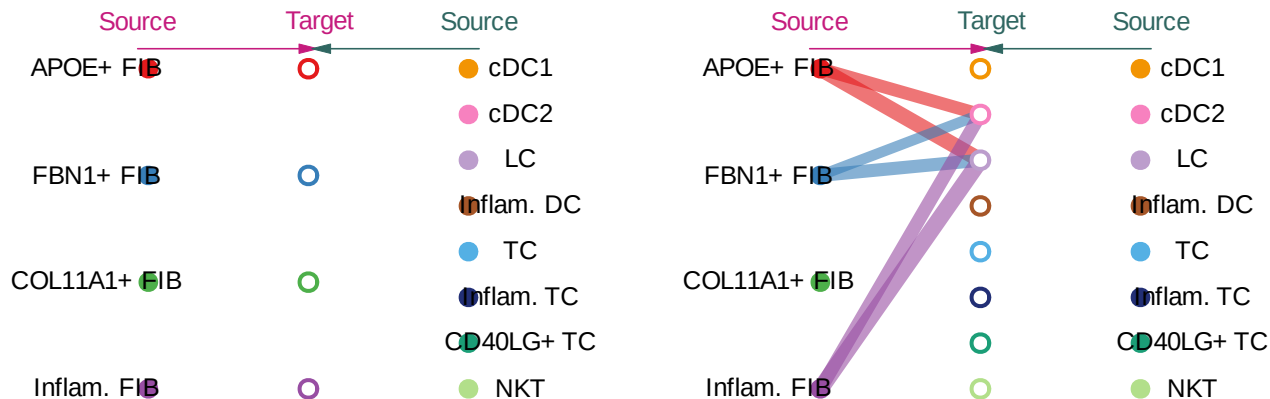 Source Target Source
APOE+ FIB
FBN1+ FIB
COL11A1+ FIB
Inflam. FIB
cDC1
cDC2
LC
Inflam. DC
TC
Inflam. TC
CD40LG+ TC
NKT
Source Target Source
APOE+ FIB
FBN1+ FIB
COL11A1+ FIB
Inflam. FIB
cDC1
cDC2
LC
Inflam. DC
TC
Inflam. TC
CD40LG+ TC
NKT